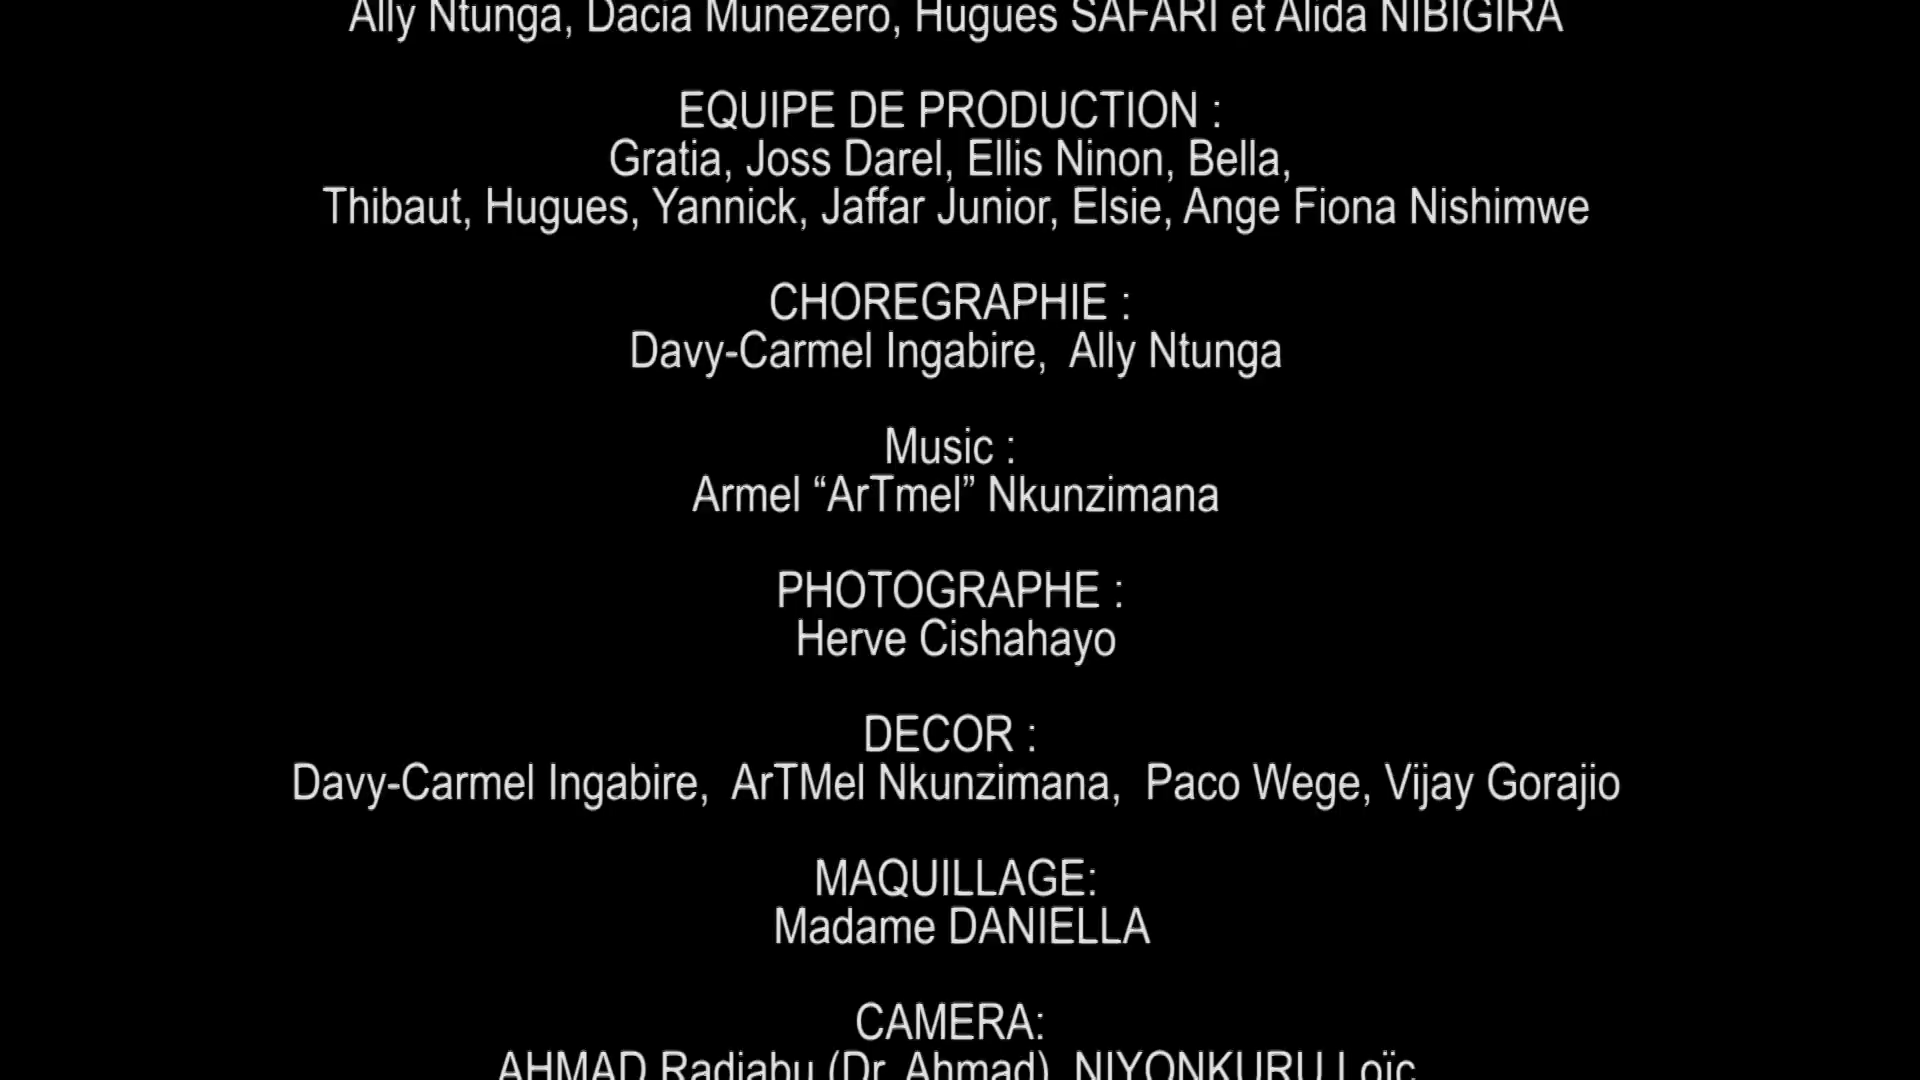 Ally Ntunga, Dacia Munezero, Hugues SAFARI et Alida NIBIGIRA
EQUIPE DE PRODUCTION :
Gratia, Joss Darel, Ellis Ninon, Bella,
Thibaut, Hugues, Yannick, Jaffar Junior, Elsie, Ange Fiona Nishimwe
CHOREGRAPHIE :
Davy-Carmel Ingabire,  Ally Ntunga
Music :
Armel “ArTmel” Nkunzimana
PHOTOGRAPHE :
Herve Cishahayo
DECOR :
Davy-Carmel Ingabire,  ArTMel Nkunzimana,  Paco Wege, Vijay Gorajio
MAQUILLAGE:
Madame DANIELLA
CAMERA:
AHMAD Radjabu (Dr. Ahmad), NIYONKURU Loïc